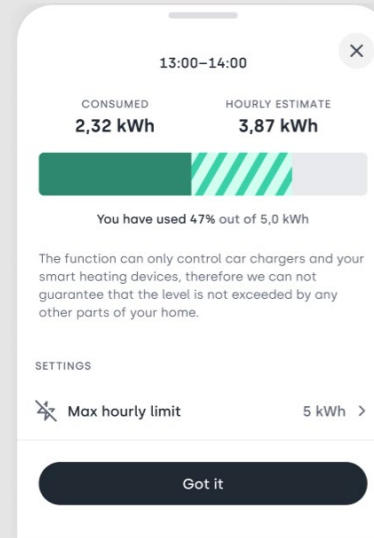 13:00–14:00
CONSUMED HOURLY ESTIMATE
2,32 kWh 3,87 kWh
You have used 47% out of 5,0 kWh
The function can only control car chargers and your
smart heating devices, therefore we can not
guarantee that the level is not exceeded by any
other parts of your home.
SETTINGS
Max hourly limit 5 kWh
Got it